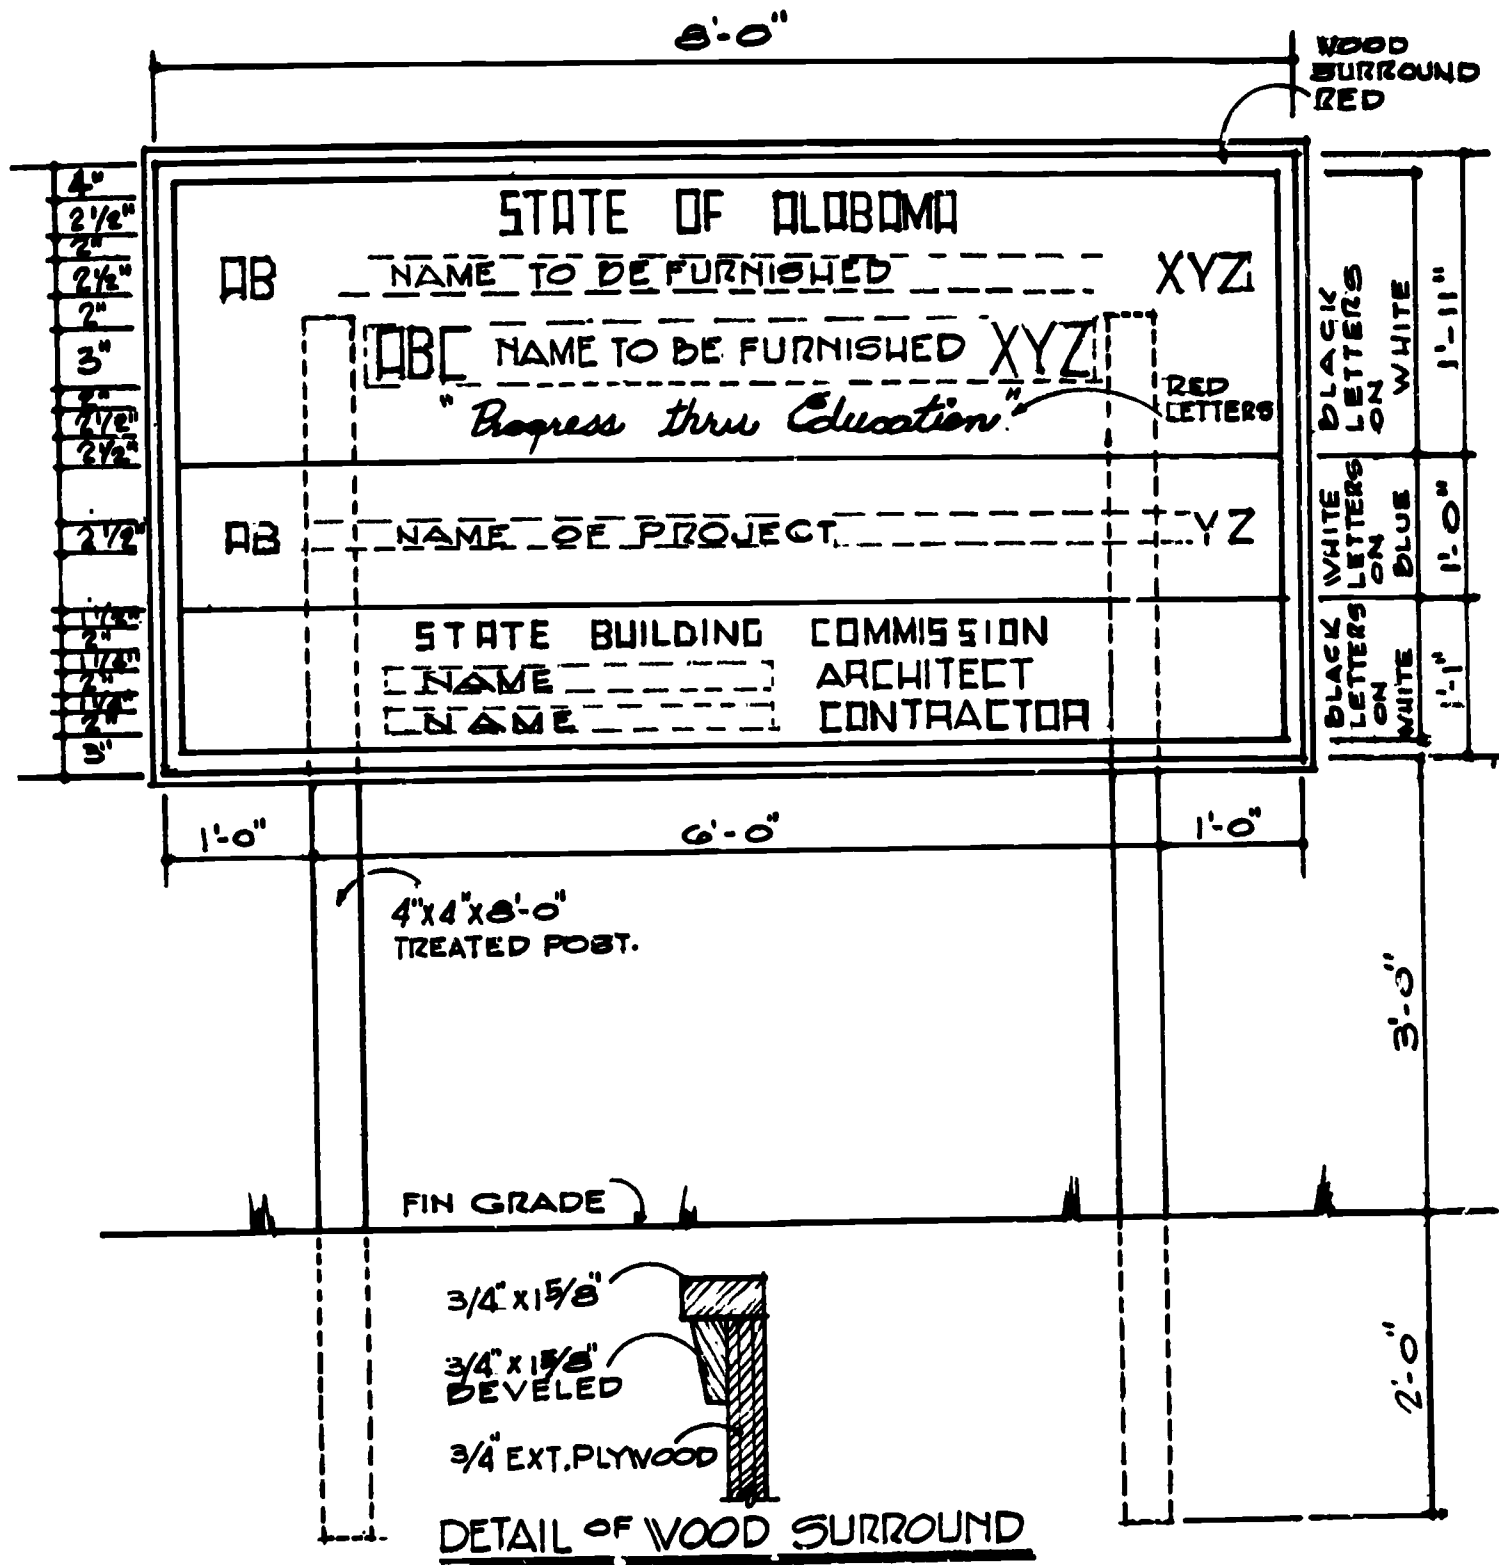 8'-0"
WOOD
SURROUND
RED
4"
2 1/2"
2"
2 1/2"
2"
3"
2"
2 1/2"
2 1/2"
2 1/2"
1 1/2"
2"
1 1/4"
2"
1 1/4"
2"
3"
STATE OF ALABAMA
AB NAME TO BE FURNISHED XYZ
ABC NAME TO BE FURNISHED XYZ
"Progress thru Education."
RED
LETTERS
AB NAME OF PROJECT YZ
STATE BUILDING COMMISSION
NAME ARCHITECT
NAME CONTRACTOR
BLACK
LETTERS
ON
WHITE
1'-11"
WHITE
LETTERS
ON
BLUE
1'-0"
BLACK
LETTERS
ON
WHITE
1'-1"
1'-0" 6'-0" 1'-0"
4"x4"x8'-0"
TREATED POST.
3'-0"
FIN GRADE
3/4" x 1 5/8"
3/4" x 1 5/8"
BEVELED
3/4" EXT. PLYWOOD
2'-0"
DETAIL OF WOOD SURROUND